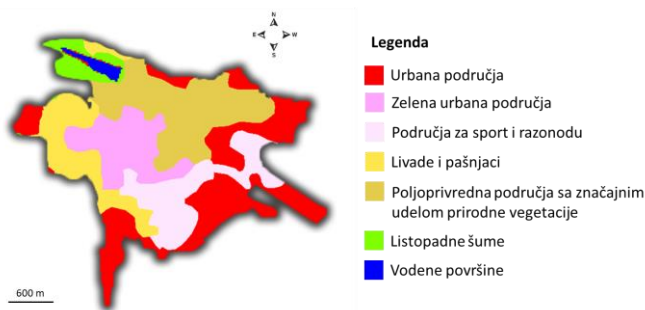 N
E W
S
Legenda
Urbana područja
Zelena urbana područja
Područja za sport i razonodu
Livade i pašnjaci
Poljoprivredna područja sa značajnim
udelom prirodne vegetacije
Listopadne šume
Vodene površine
600 m